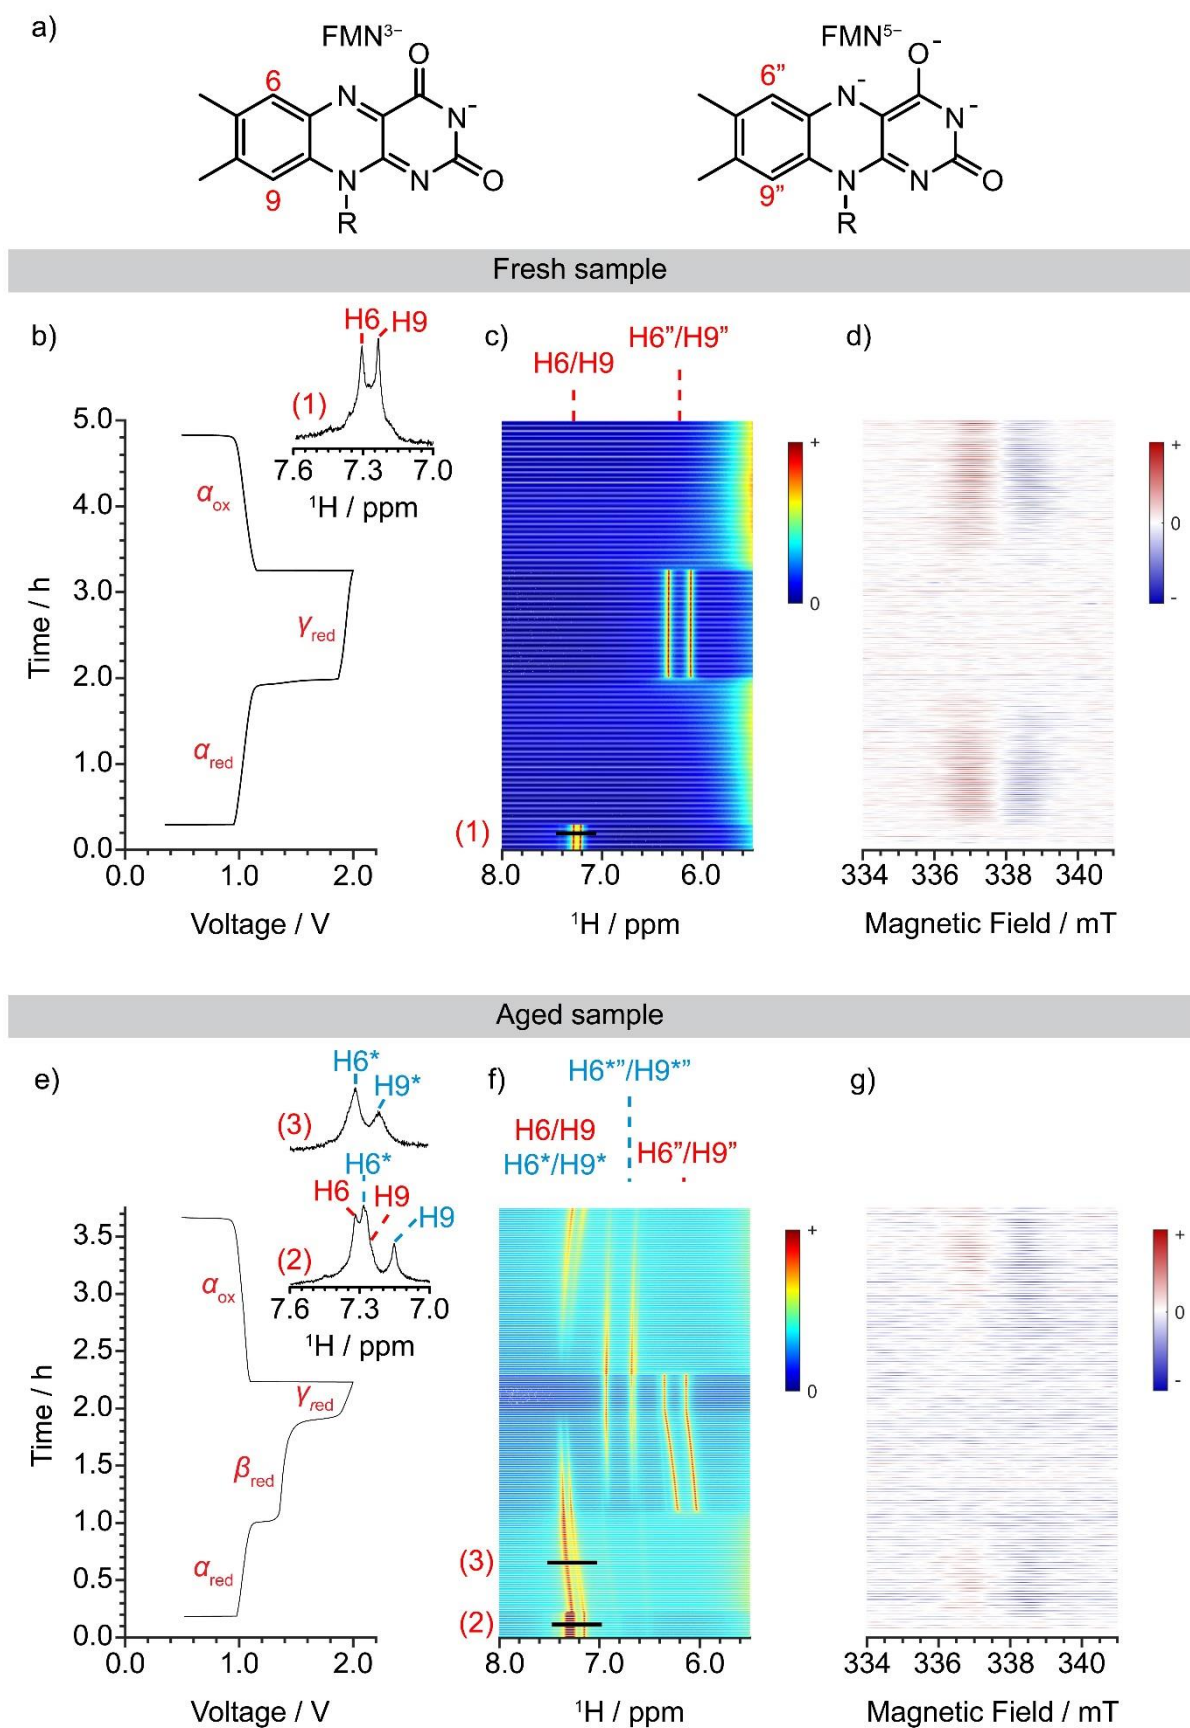 a)
FMN³⁻
FMN⁵⁻
O
O⁻
6
N
N⁻
9
N
N
O
R
6”
N⁻
N⁻
9”
N
N
O
R
Fresh sample
b)
H6
H9
(1)
7.6 7.3 7.0
¹H / ppm
5.0
4.0
3.0
2.0
1.0
0.0
Time / h
αox
γred
αred
0.0 1.0 2.0
Voltage / V
c)
H6”/H9”
H6/H9
+
0
(1)
8.0 7.0 6.0
¹H / ppm
d)
+
0
-
334 336 338 340
Magnetic Field / mT
Aged sample
e)
H6*
H9*
(3)
H6*
H6
H9
H9
(2)
7.6 7.3 7.0
¹H / ppm
3.5
3.0
2.5
2.0
1.5
1.0
0.5
0.0
Time / h
αox
γred
βred
αred
0.0 1.0 2.0
Voltage / V
f)
H6*”/H9*”
H6/H9
H6*/H9*
H6”/H9”
+
0
(3)
(2)
8.0 7.0 6.0
¹H / ppm
g)
+
0
-
334 336 338 340
Magnetic Field / mT